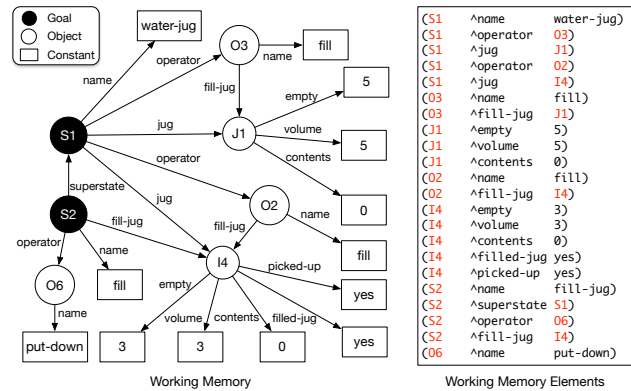 Goal
Object
Constant
water-jug
name
operator
O3
name
fill
fill-jug
empty
5
S1
jug
J1
volume
5
contents
0
operator
superstate
jug
O2
name
fill
S2
fill-jug
fill-jug
operator
name
fill
I4
picked-up
yes
O6
empty
volume
contents
filled-jug
yes
name
put-down
3
3
0
Working Memory
(S1 ^name water-jug)
(S1 ^operator O3)
(S1 ^jug J1)
(S1 ^operator O2)
(S1 ^jug I4)
(O3 ^name fill)
(O3 ^fill-jug J1)
(J1 ^empty 5)
(J1 ^volume 5)
(J1 ^contents 0)
(O2 ^name fill)
(O2 ^fill-jug I4)
(I4 ^empty 3)
(I4 ^volume 3)
(I4 ^contents 0)
(I4 ^filled-jug yes)
(I4 ^picked-up yes)
(S2 ^name fill-jug)
(S2 ^superstate S1)
(S2 ^operator O6)
(S2 ^fill-jug I4)
(O6 ^name put-down)
Working Memory Elements